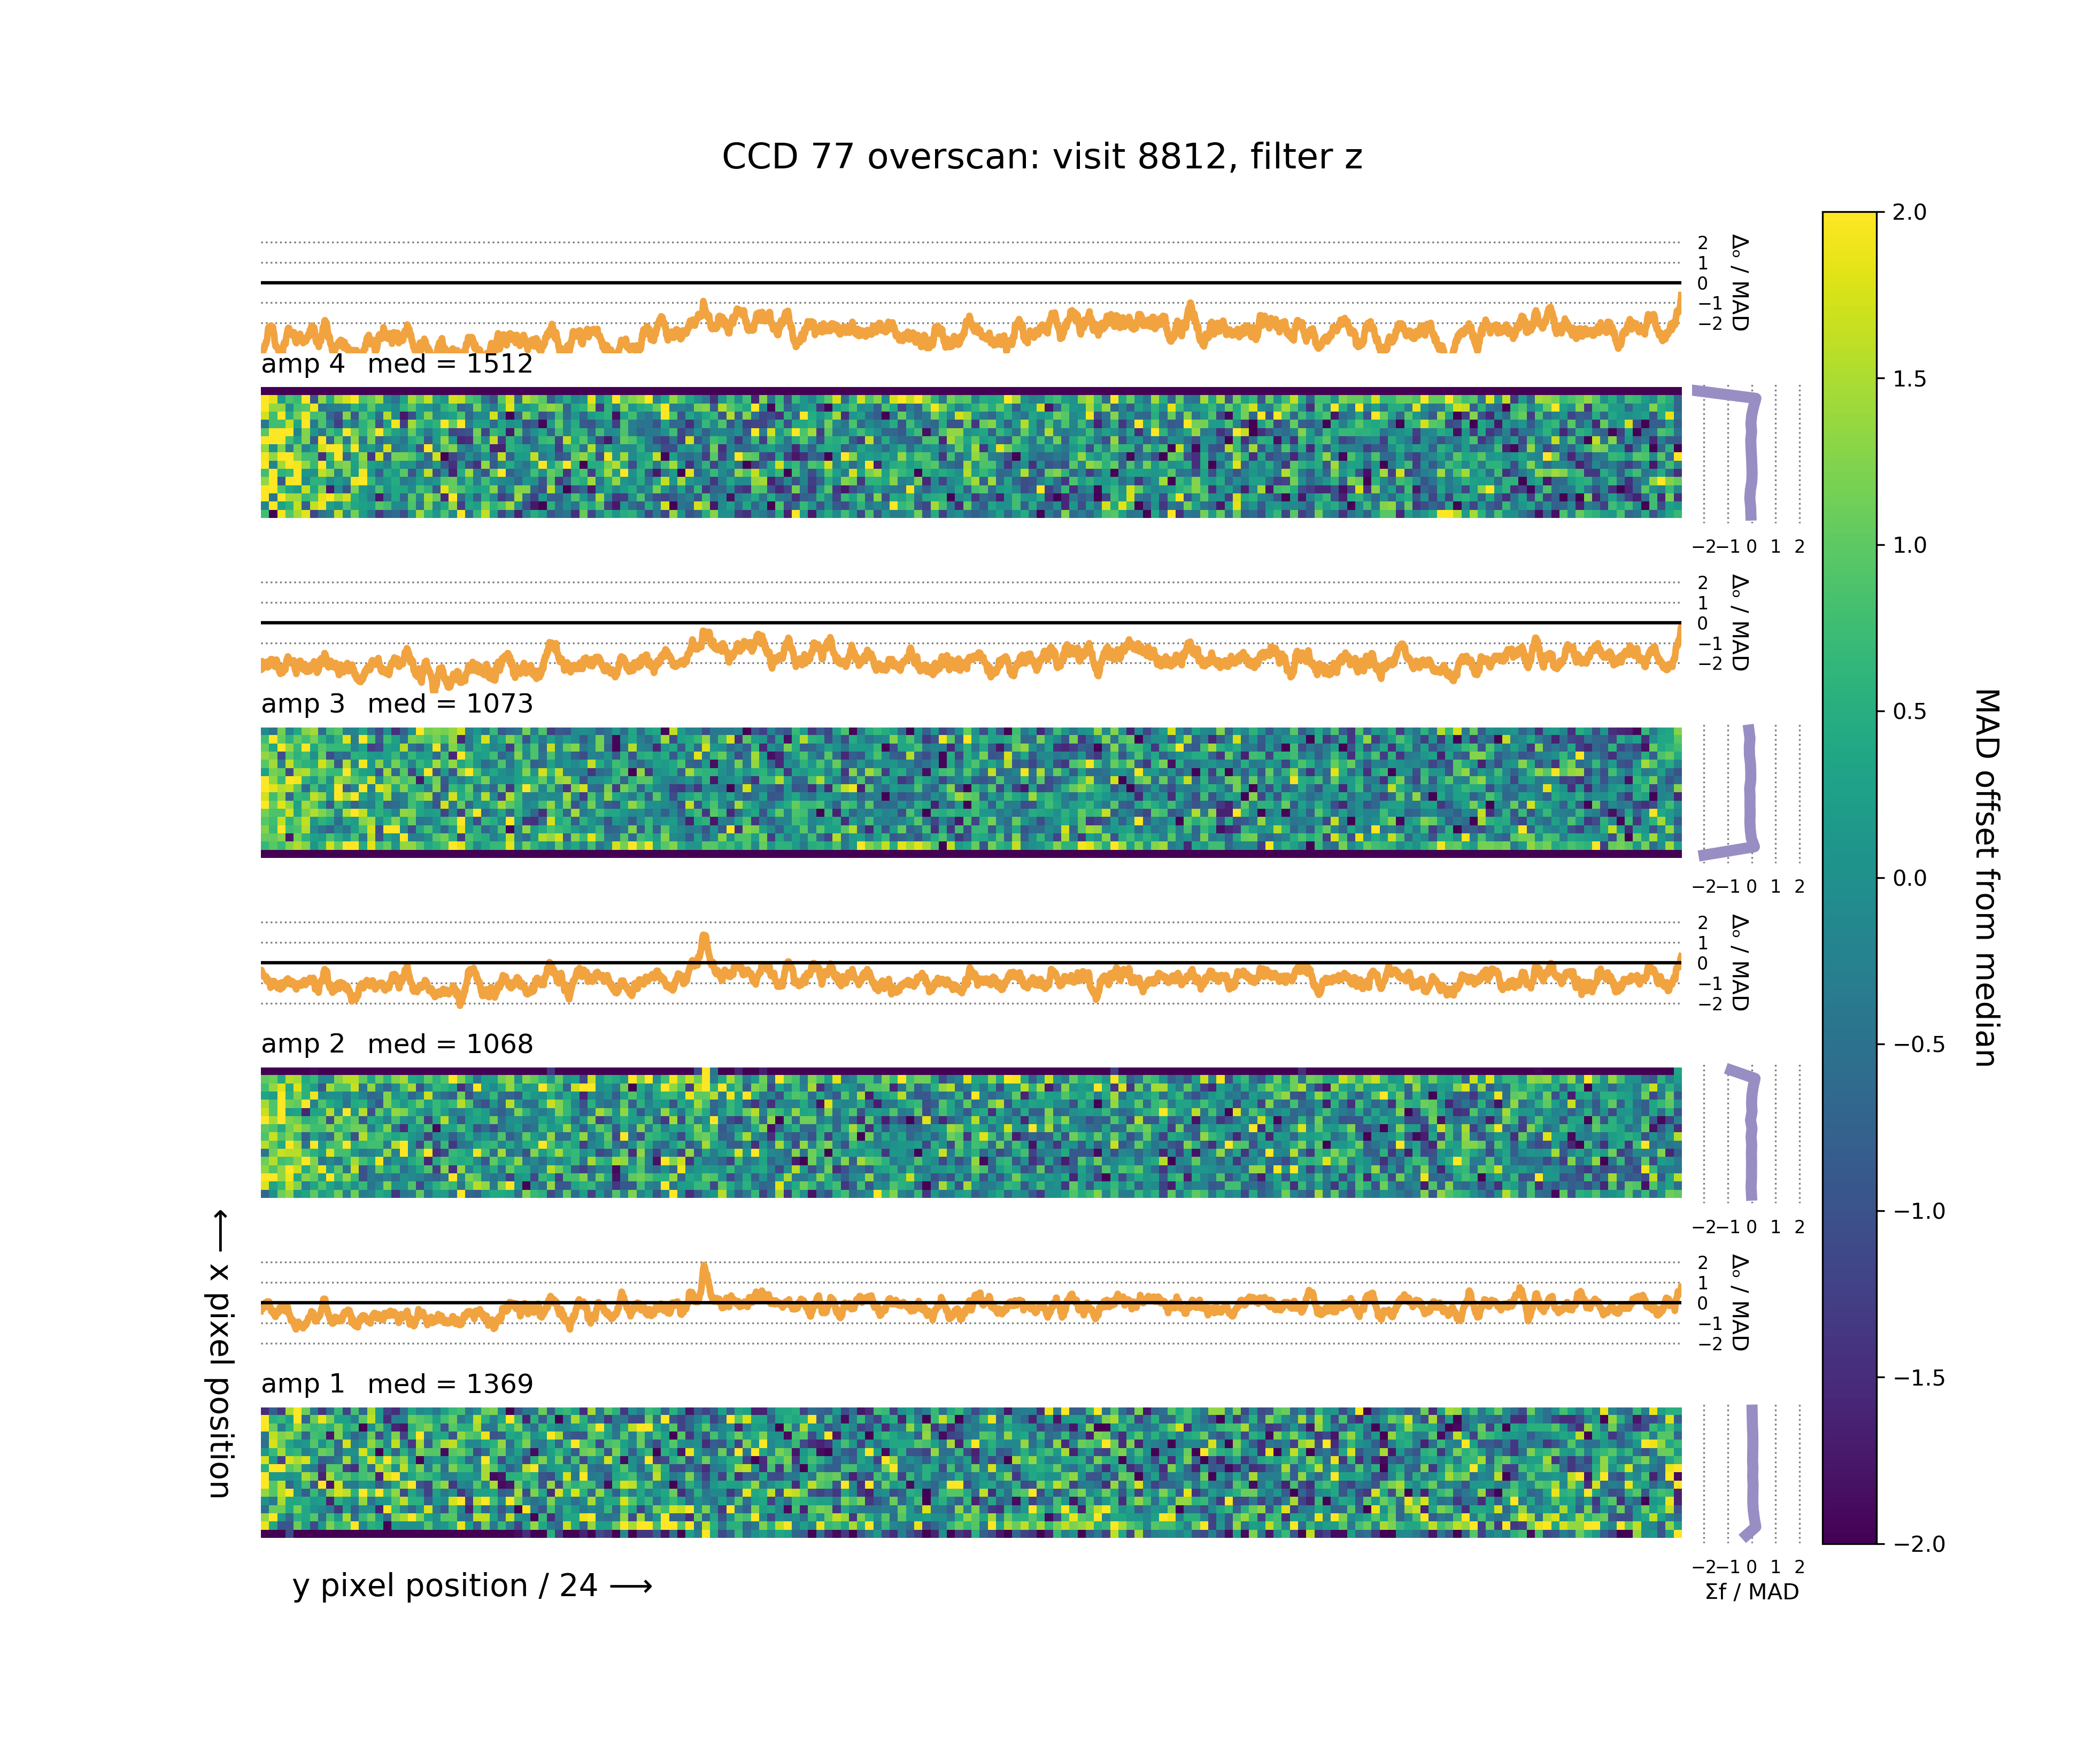 CCD 77 overscan: visit 8812, filter z
2
1
0
−1
−2
Δₒ / MAD
amp 4 med = 1512
−2 −1 0 1 2
2
1
0
−1
−2
Δₒ / MAD
amp 3 med = 1073
−2 −1 0 1 2
2
1
0
−1
−2
Δₒ / MAD
amp 2 med = 1068
−2 −1 0 1 2
2
1
0
−1
−2
Δₒ / MAD
amp 1 med = 1369
−2 −1 0 1 2
Σf / MAD
⟵ x pixel position
y pixel position / 24 ⟶
2.0
1.5
1.0
0.5
0.0
−0.5
−1.0
−1.5
−2.0
MAD offset from median